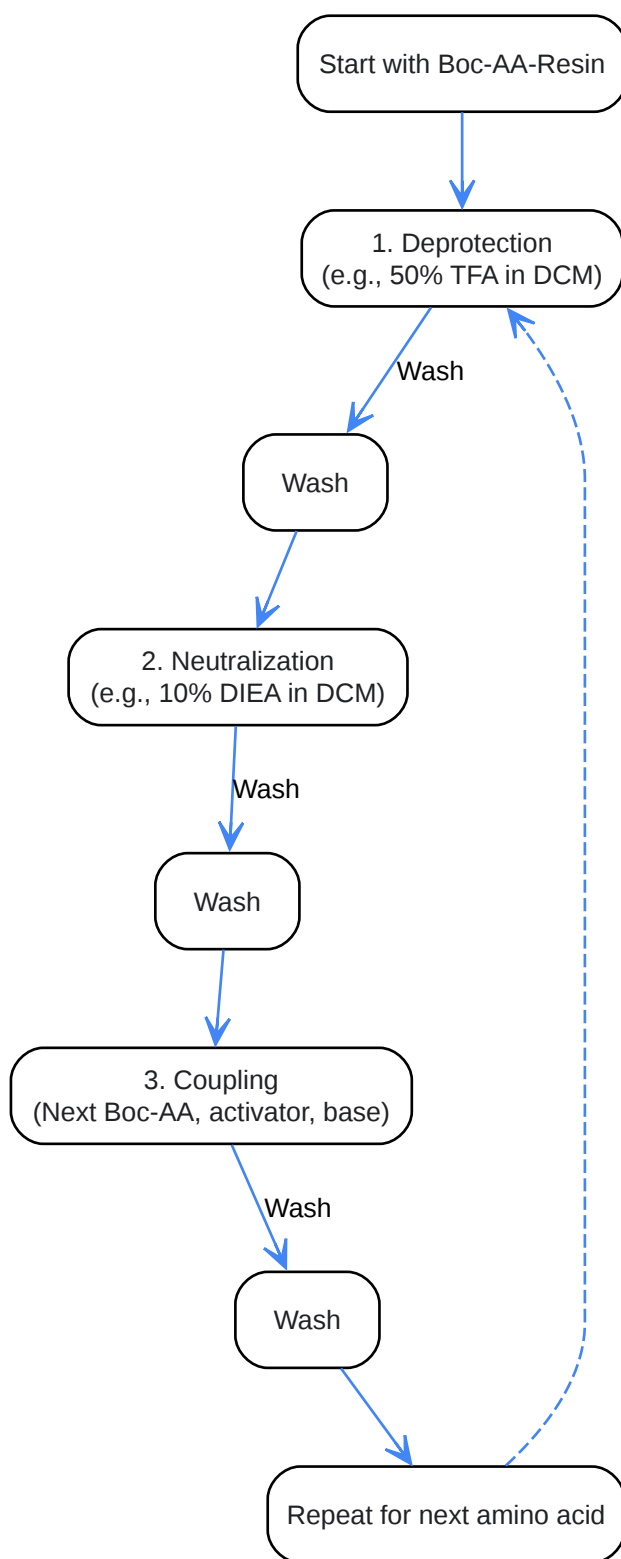 Start with Boc-AA-Resin
1. Deprotection
(e.g., 50% TFA in DCM)
Wash
Wash
2. Neutralization
(e.g., 10% DIEA in DCM)
Wash
Wash
3. Coupling
(Next Boc-AA, activator, base)
Wash
Wash
Repeat for next amino acid